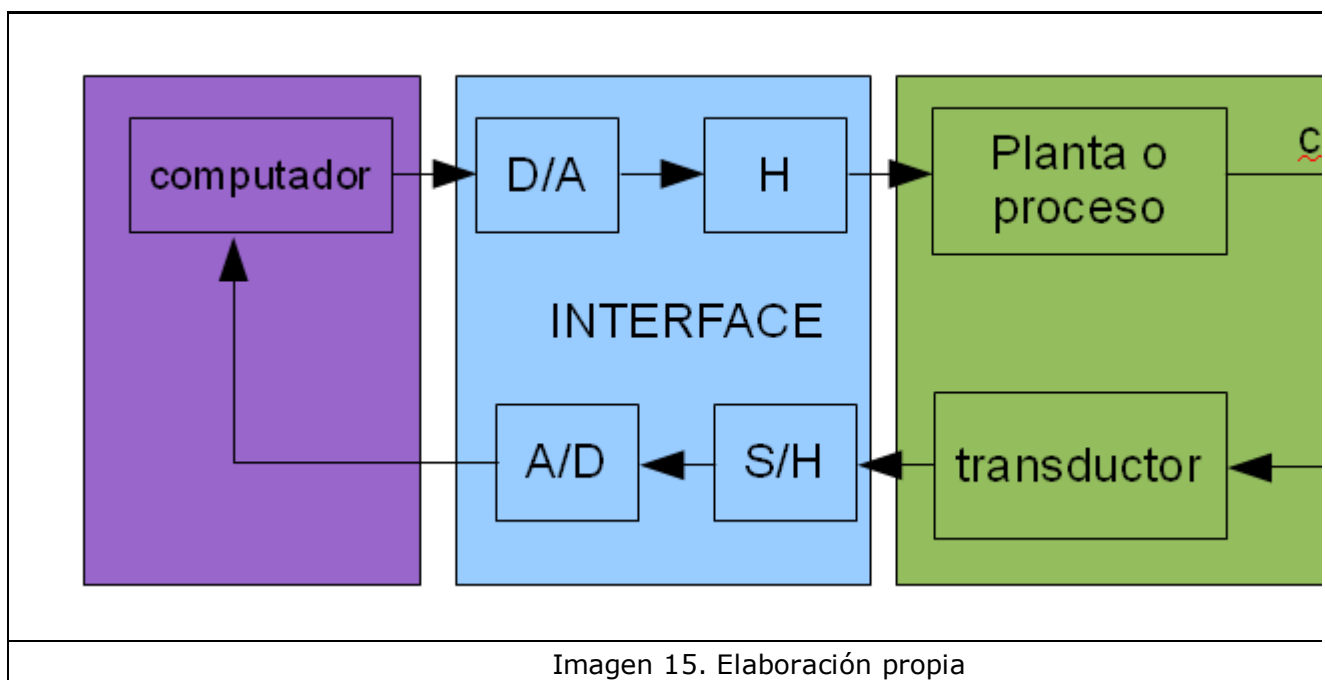 computador
D/A
H
Planta o
proceso
c
INTERFACE
A/D
S/H
transductor
Imagen 15. Elaboración propia